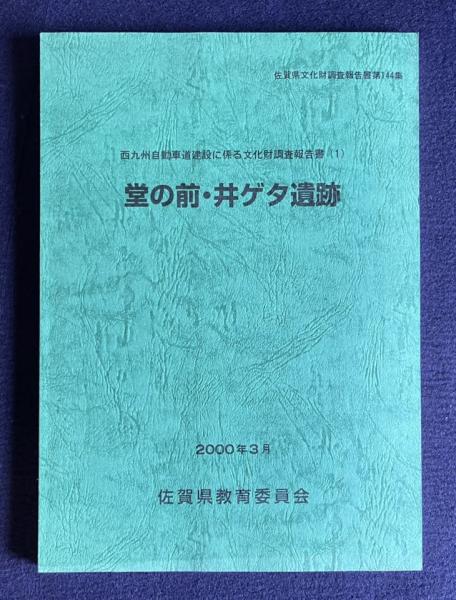 佐賀県文化財調査報告書第144集
西九州自動車道建設に係る文化財調査報告書(1)
堂の前・井ゲタ遺跡
2000年3月
佐賀県教育委員会